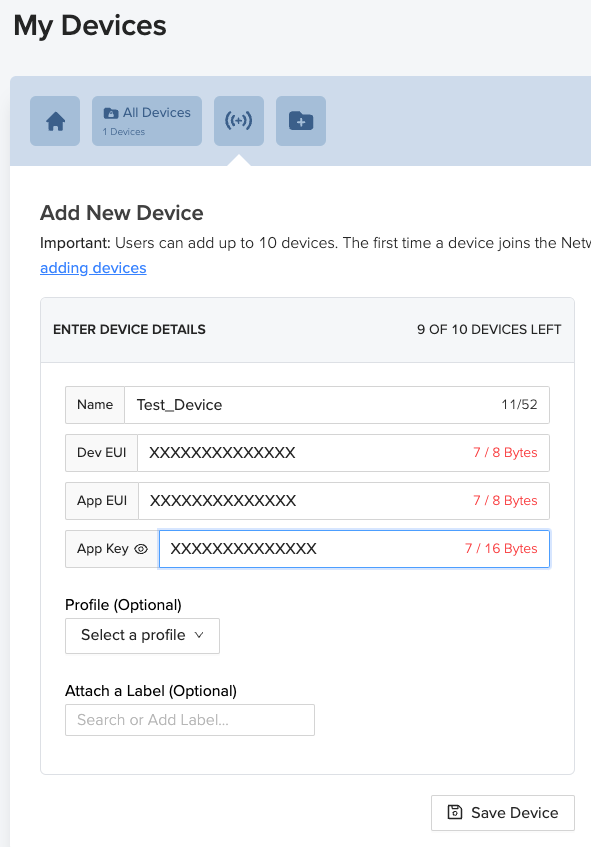 My Devices
All Devices
1 Devices
Add New Device
Important: Users can add up to 10 devices. The first time a device joins the
adding devices
ENTER DEVICE DETAILS 9 OF 10 DEVICES LEFT
Name Test_Device 11/52
Dev EUI XXXXXXXXXXXXXX 7 / 8 Bytes
App EUI XXXXXXXXXXXXXX 7 / 8 Bytes
App Key XXXXXXXXXXXXXX 7 / 16 Bytes
Profile (Optional)
Select a profile
Attach a Label (Optional)
Search or Add Label...
Save Device